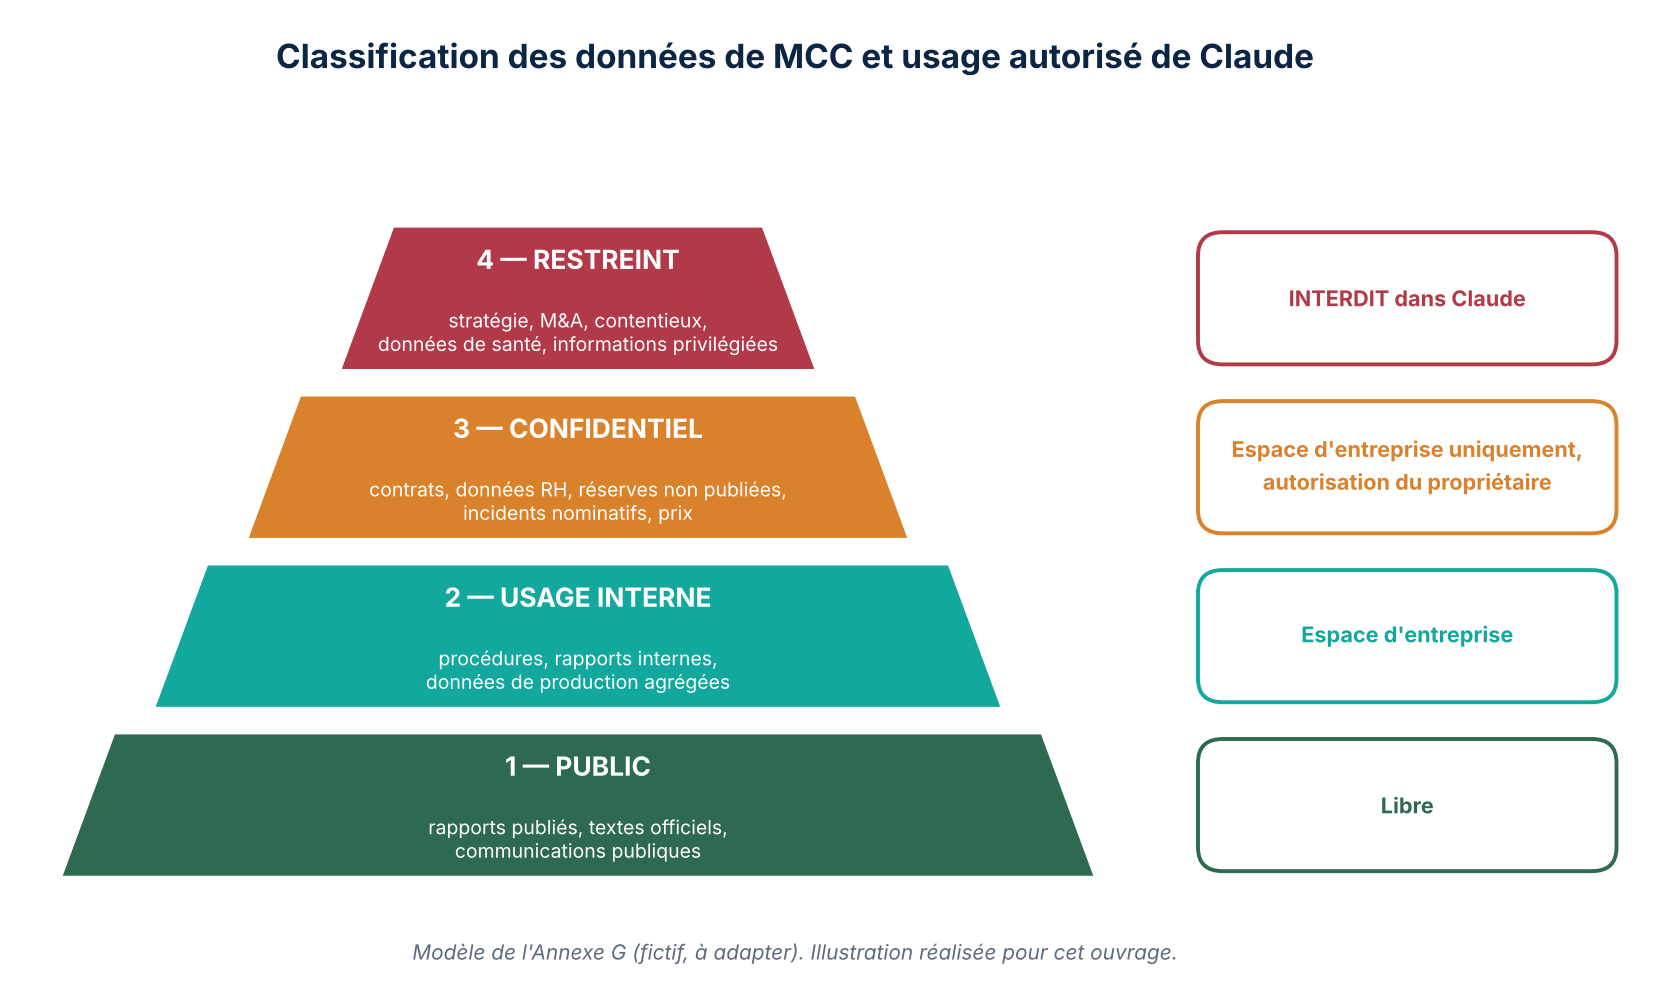 Classification des données de MCC et usage autorisé de Claude
4 — RESTREINT
stratégie, M&A, contentieux,
données de santé, informations privilégiées
INTERDIT dans Claude
3 — CONFIDENTIEL
contrats, données RH, réserves non publiées,
incidents nominatifs, prix
Espace d'entreprise uniquement,
autorisation du propriétaire
2 — USAGE INTERNE
procédures, rapports internes,
données de production agrégées
Espace d'entreprise
1 — PUBLIC
rapports publiés, textes officiels,
communications publiques
Libre
Modèle de l'Annexe G (fictif, à adapter). Illustration réalisée pour cet ouvrage.